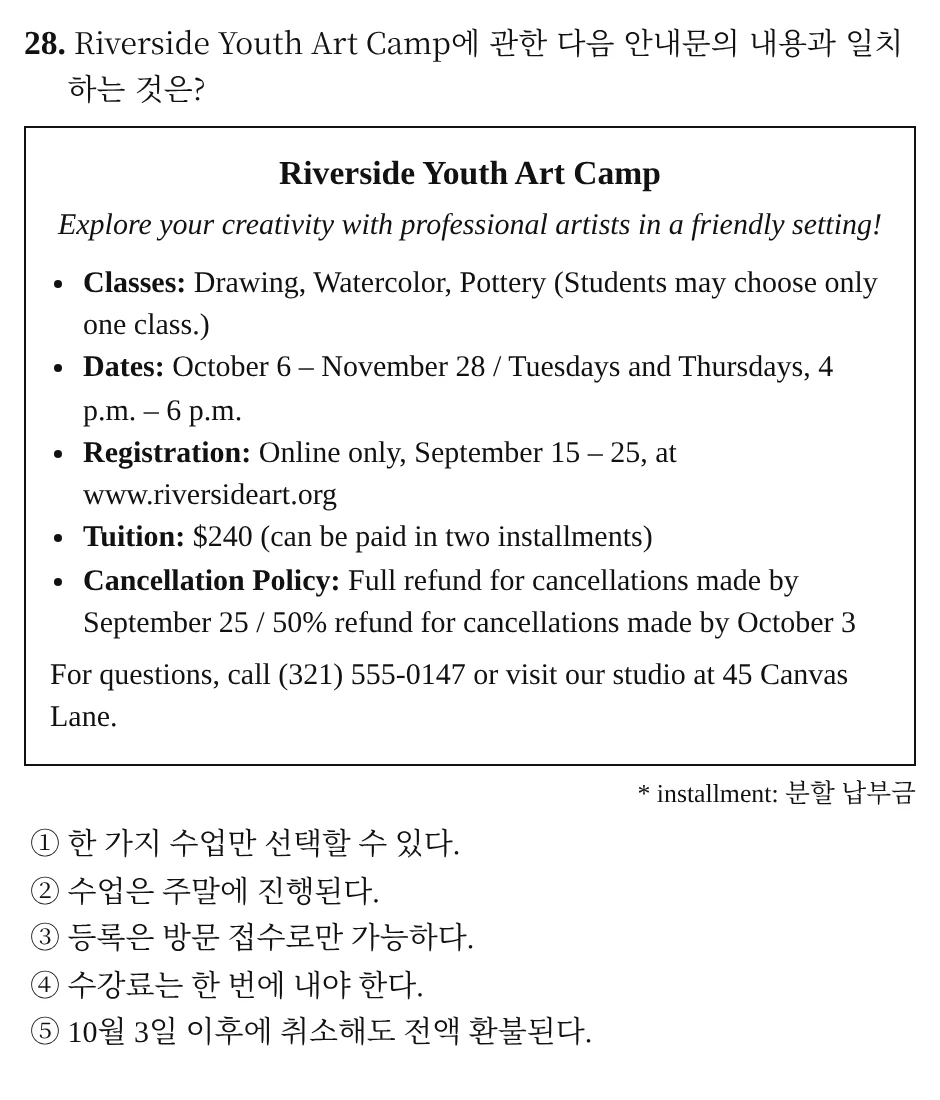 28. Riverside Youth Art Camp에 관한 다음 안내문의 내용과 일치
하는 것은?
Riverside Youth Art Camp
Explore your creativity with professional artists in a friendly setting!
• Classes: Drawing, Watercolor, Pottery (Students may choose only
one class.)
• Dates: October 6 – November 28 / Tuesdays and Thursdays, 4
p.m. – 6 p.m.
• Registration: Online only, September 15 – 25, at
www.riversideart.org
• Tuition: $240 (can be paid in two installments)
• Cancellation Policy: Full refund for cancellations made by
September 25 / 50% refund for cancellations made by October 3
For questions, call (321) 555-0147 or visit our studio at 45 Canvas
Lane.
* installment: 분할 납부금
① 한 가지 수업만 선택할 수 있다.
② 수업은 주말에 진행된다.
③ 등록은 방문 접수로만 가능하다.
④ 수강료는 한 번에 내야 한다.
⑤ 10월 3일 이후에 취소해도 전액 환불된다.